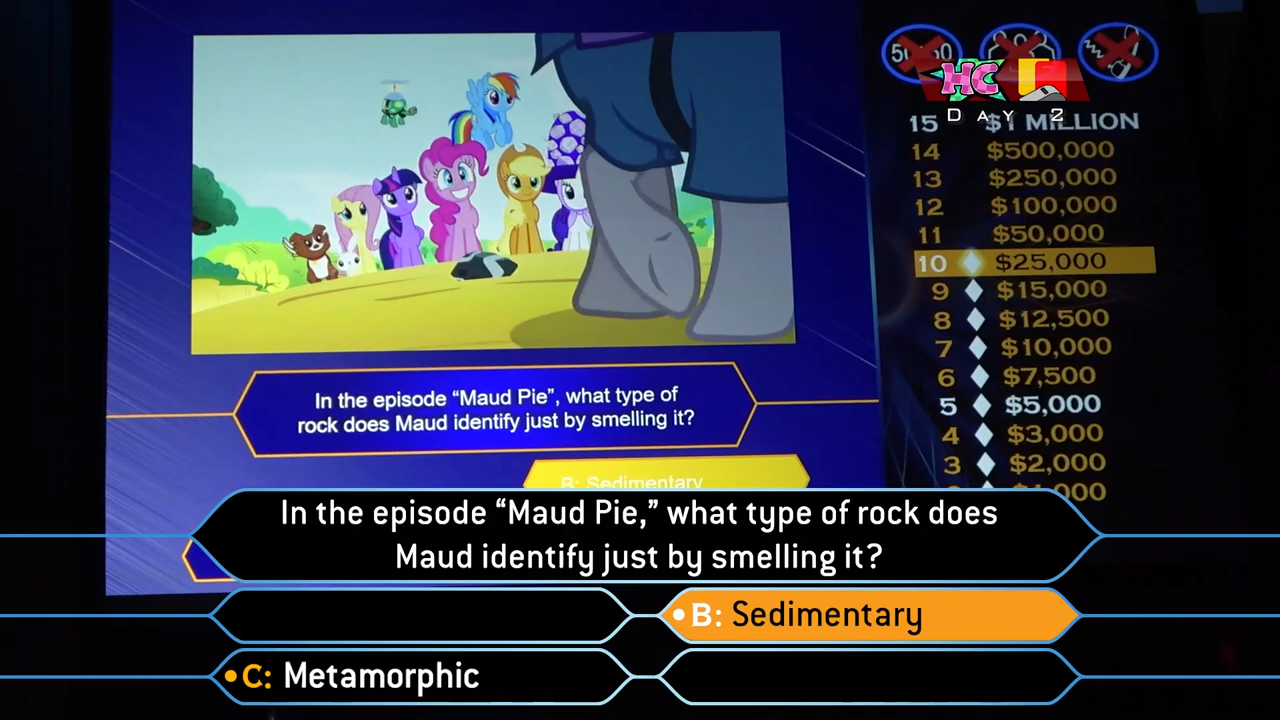 50:50
HC
DAY 2
15 $1 MILLION
14 $500,000
13 $250,000
12 $100,000
11 $50,000
10 $25,000
9 $15,000
8 $12,500
7 $10,000
6 $7,500
5 $5,000
4 $3,000
3 $2,000
In the episode “Maud Pie”, what type of
rock does Maud identify just by smelling it?
B: Sedimentary
In the episode “Maud Pie,” what type of rock does
Maud identify just by smelling it?
B: Sedimentary
C: Metamorphic